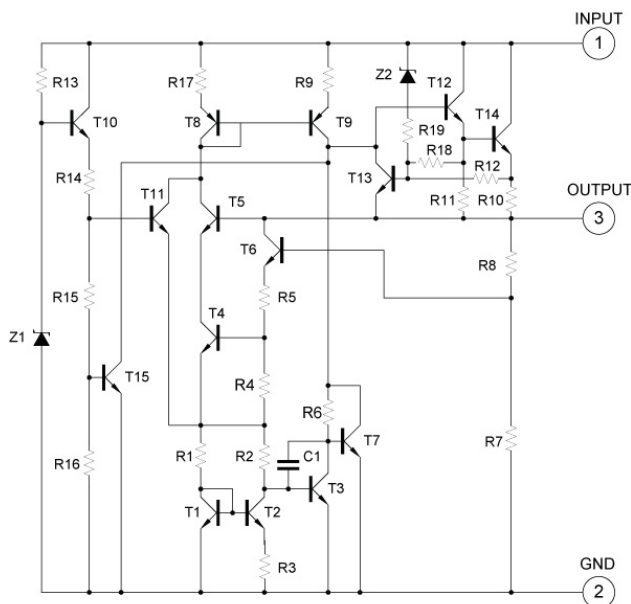 INPUT
1
R13
R17
R9
Z2
T12
T10
T8
T9
T14
R19
R18
R12
R14
T13
T11
T5
R11
R10
OUTPUT
3
T6
R8
R15
R5
T4
Z1
T15
R4
R6
T7
R7
R16
R1
R2
C1
T3
T1
T2
R3
GND
2